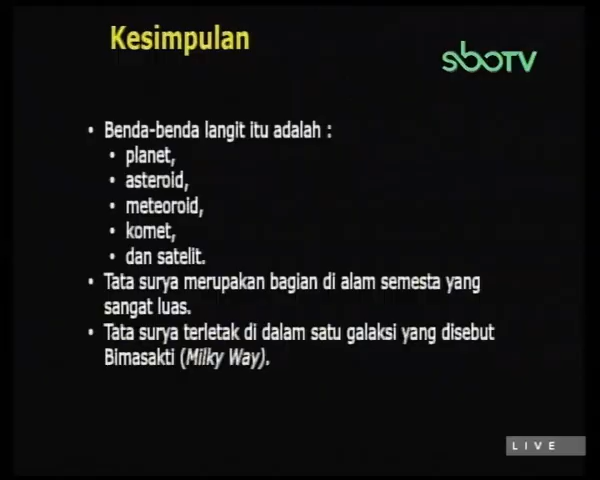 Kesimpulan
sboTV
• Benda-benda langit itu adalah :
• planet,
• asteroid,
• meteoroid,
• komet,
• dan satelit.
• Tata surya merupakan bagian di alam semesta yang
sangat luas.
• Tata surya terletak di dalam satu galaksi yang disebut
Bimasakti (Milky Way).
LIVE